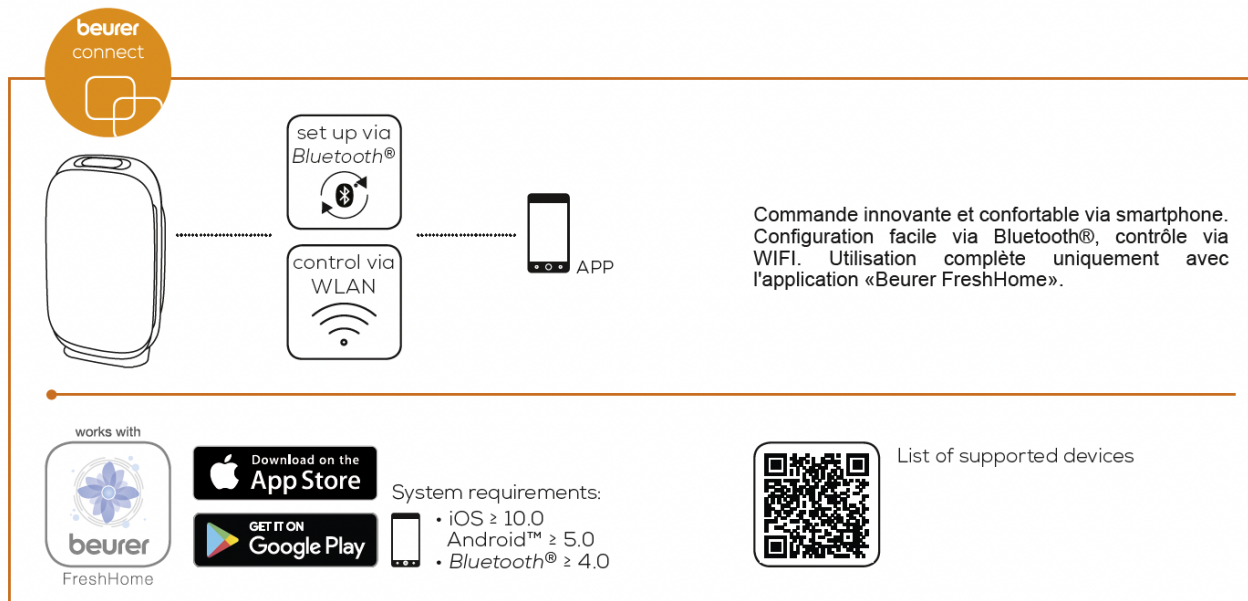 beurer
connect
set up via
Bluetooth®
control via
WLAN
APP
Commande innovante et confortable via smartphone.
Configuration facile via Bluetooth®, contrôle via
WIFI. Utilisation complète uniquement avec
l'application «Beurer FreshHome».
works with
beurer
FreshHome
Download on the
App Store
GET IT ON
Google Play
System requirements:
• iOS ≥ 10.0
Android™ ≥ 5.0
• Bluetooth® ≥ 4.0
List of supported devices